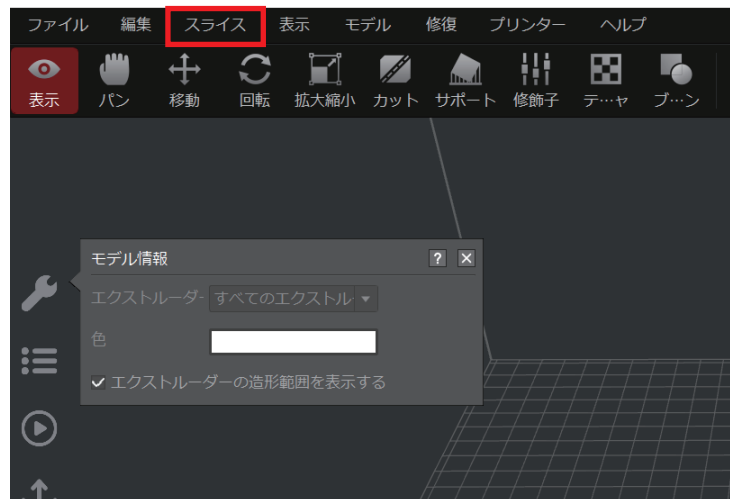 ファイル 編集 スライス 表示 モデル 修復 プリンター ヘルプ
表示 パン 移動 回転 拡大縮小 カット サポート 修飾子 テ…ャ ブ…ン
モデル情報 ?
エクストルーダ- すべてのエクストル
色
エクストルーダーの造形範囲を表示する